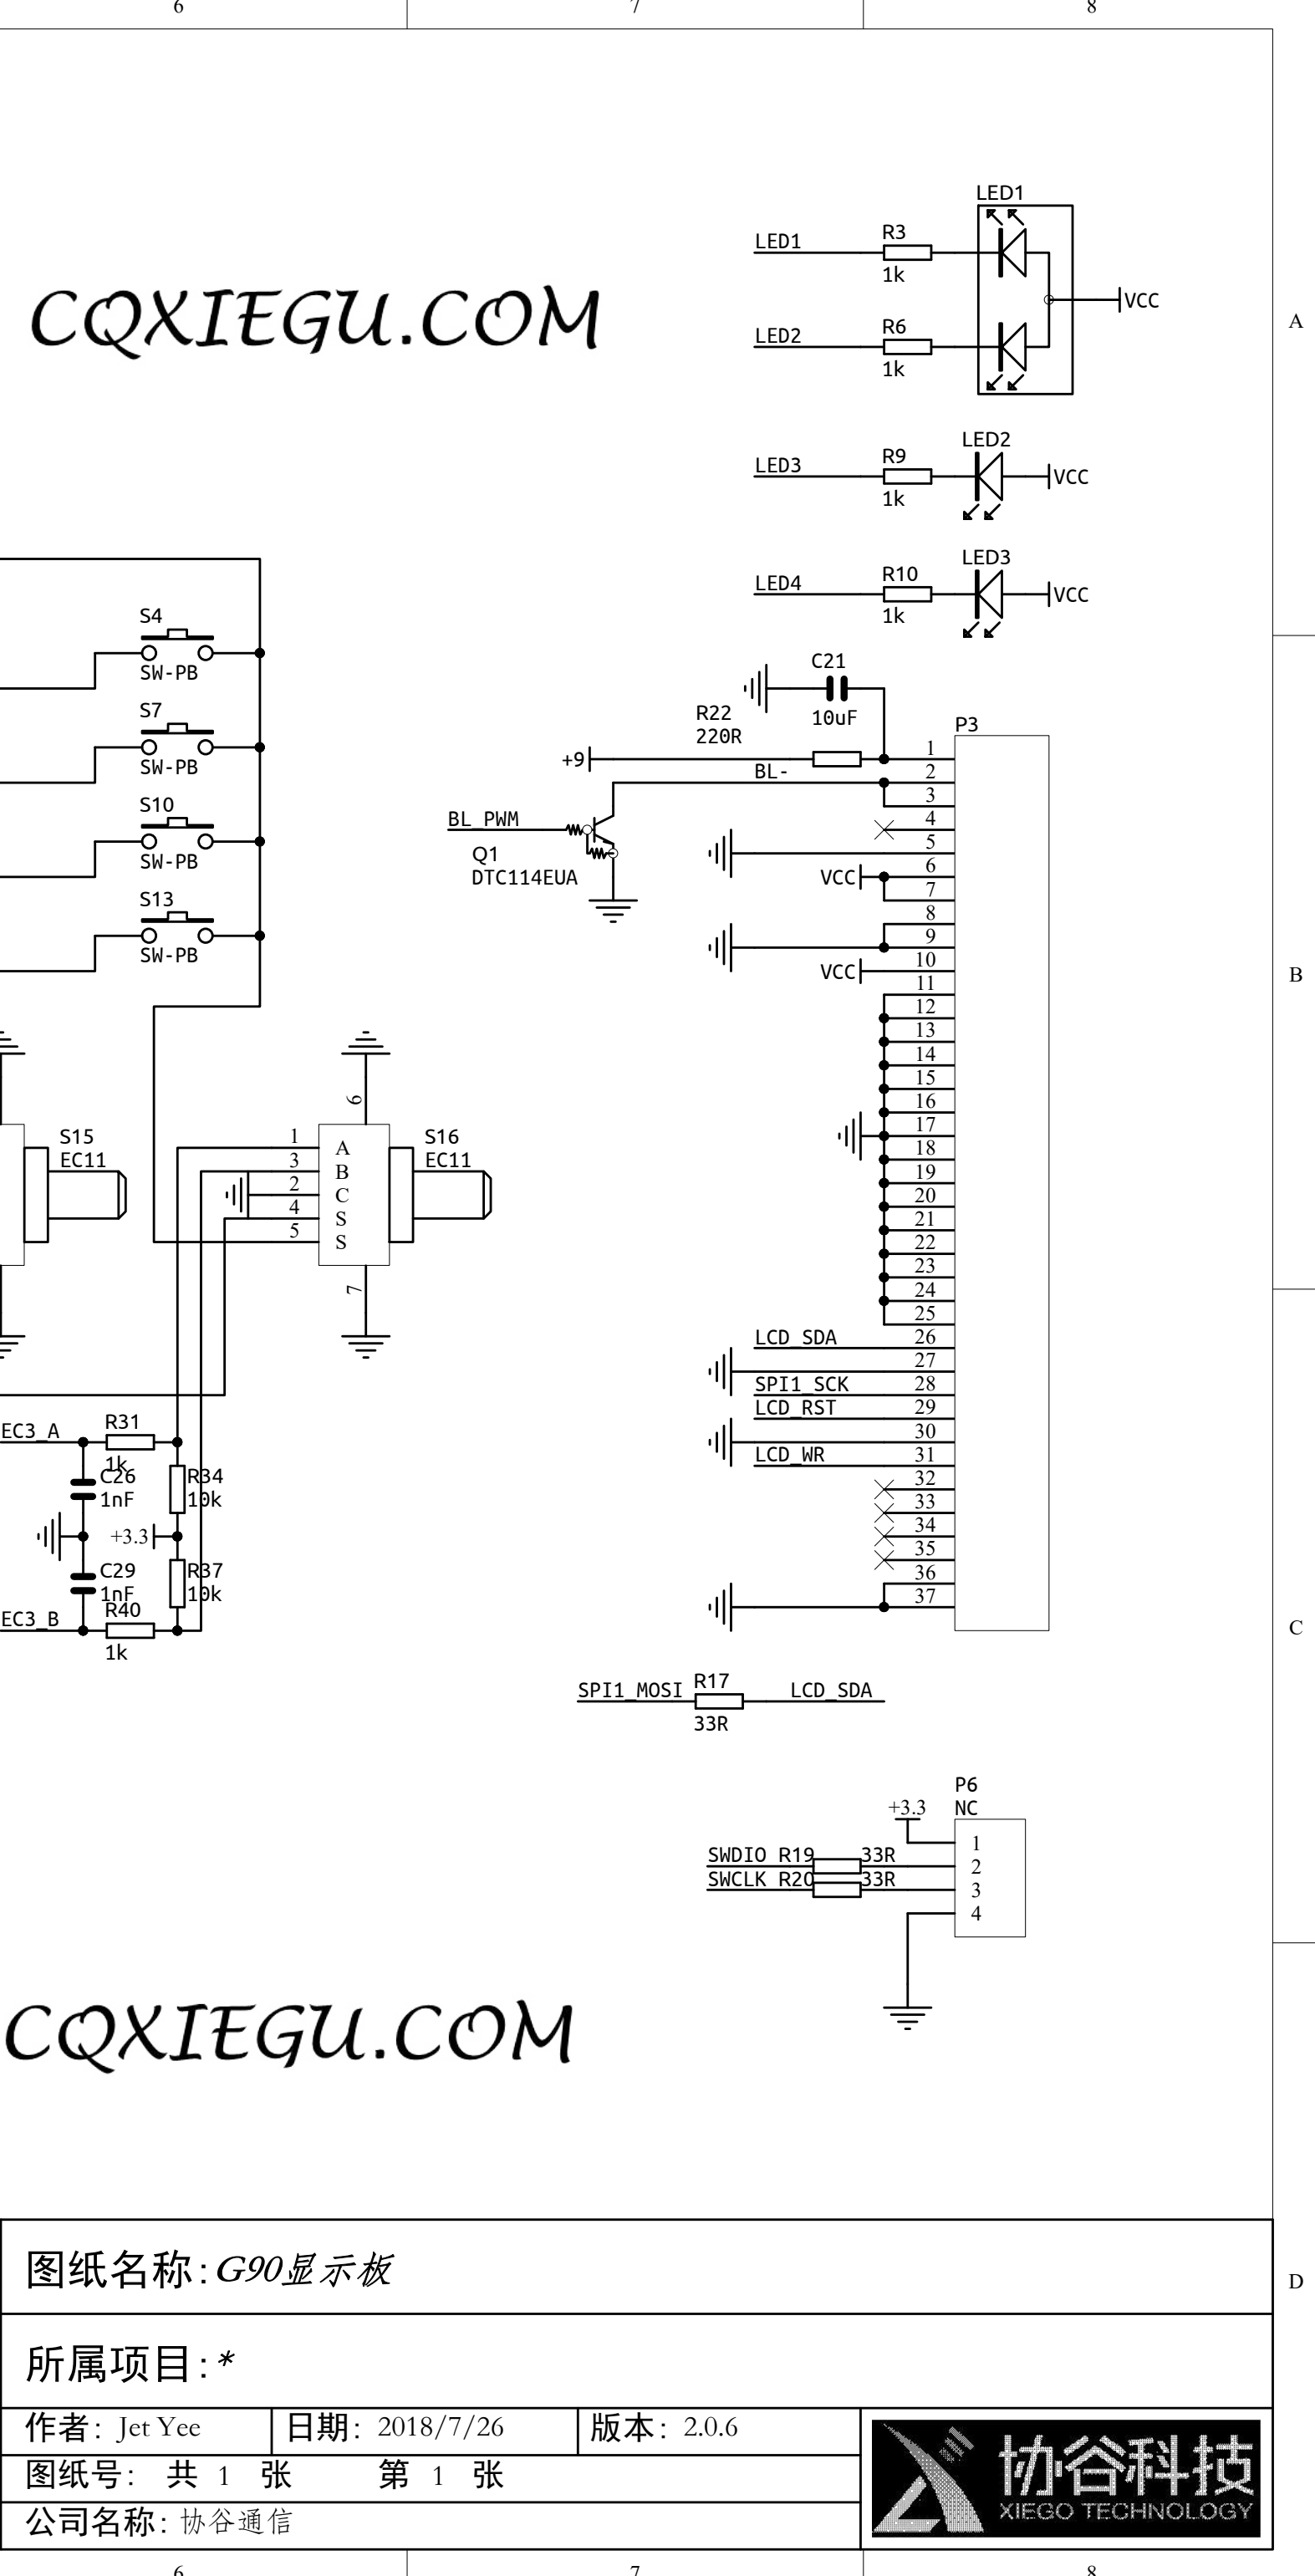 6 7 8
LED1
LED1 R3
1k
VCC
A
LED2 R6
1k
CQXIEGU.COM
LED2
LED3 R9
1k
VCC
LED3
LED4 R10
1k
VCC
S4
SW-PB
S7
SW-PB
S10
SW-PB
S13
SW-PB
C21
10uF
R22
220R
+9
BL-
BL_PWM
Q1
DTC114EUA
P3
1
2
3
4
5
VCC 6
7
8
9
VCC 10
11
12
13
14
15
16
17
18
19
20
21
22
23
24
25
LCD_SDA 26
27
SPI1_SCK 28
LCD_RST 29
30
LCD_WR 31
32
33
34
35
36
37
B
S15
EC11
6
1 A
3 B
2 C
4 S
5 S
7
S16
EC11
EC3_A R31
1k
C26
1nF
R34
10k
+3.3
C29
1nF
R37
10k
EC3_B R40
1k
C
SPI1_MOSI R17 LCD_SDA
33R
P6
NC
+3.3
1
SWDIO R19 33R 2
SWCLK R20 33R 3
4
CQXIEGU.COM
图纸名称:G90显示板
D
所属项目:*
作者: Jet Yee 日期: 2018/7/26 版本: 2.0.6
图纸号: 共 1 张 第 1 张
公司名称: 协谷通信
协谷科技
XIEGO TECHNOLOGY
6 7 8